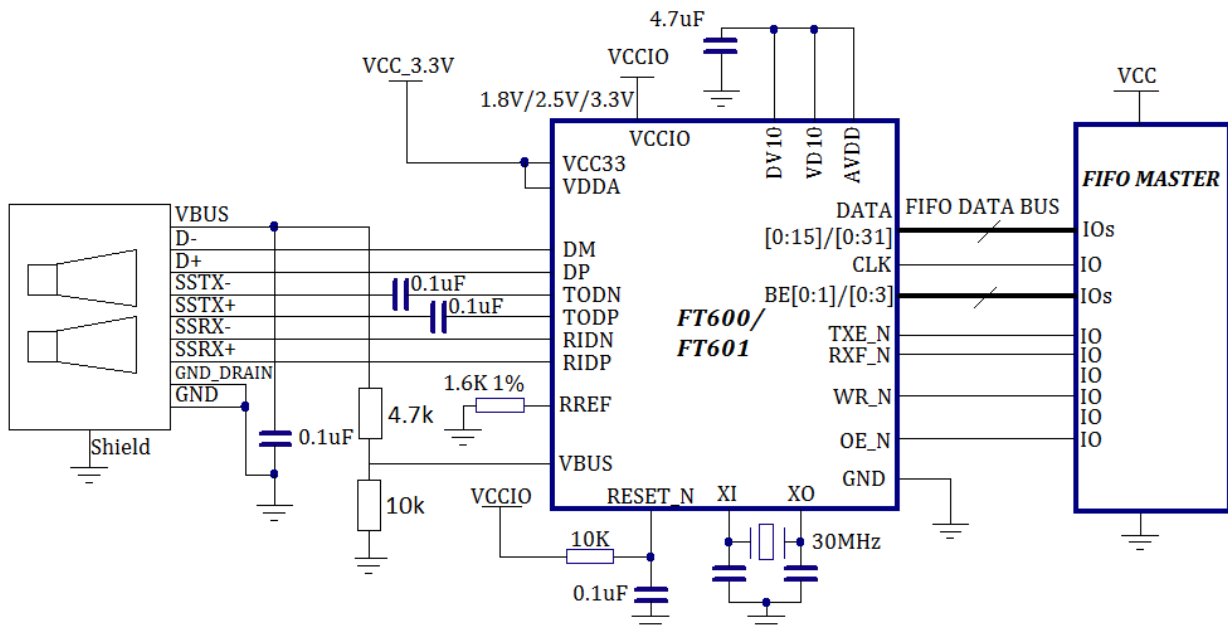 4.7uF
VCCIO
VCC_3.3V
VCC
1.8V/2.5V/3.3V
VCCIO
DV10
VD10
AVDD
VCC33
VDDA
FIFO MASTER
VBUS
D-
D+
SSTX-
SSTX+
SSRX-
SSRX+
GND_DRAIN
GND
Shield
0.1uF
0.1uF
DM
DP
TODN
TODP
RIDN
RIDP
1.6K 1%
RREF
4.7k
0.1uF
VBUS
10k
FT600/
FT601
DATA
[0:15]/[0:31]
FIFO DATA BUS
IOs
CLK
IO
BE[0:1]/[0:3]
IOs
TXE_N
IO
RXF_N
IO
IO
WR_N
IO
IO
OE_N
IO
GND
VCCIO
RESET_N
XI
XO
10K
30MHz
0.1uF